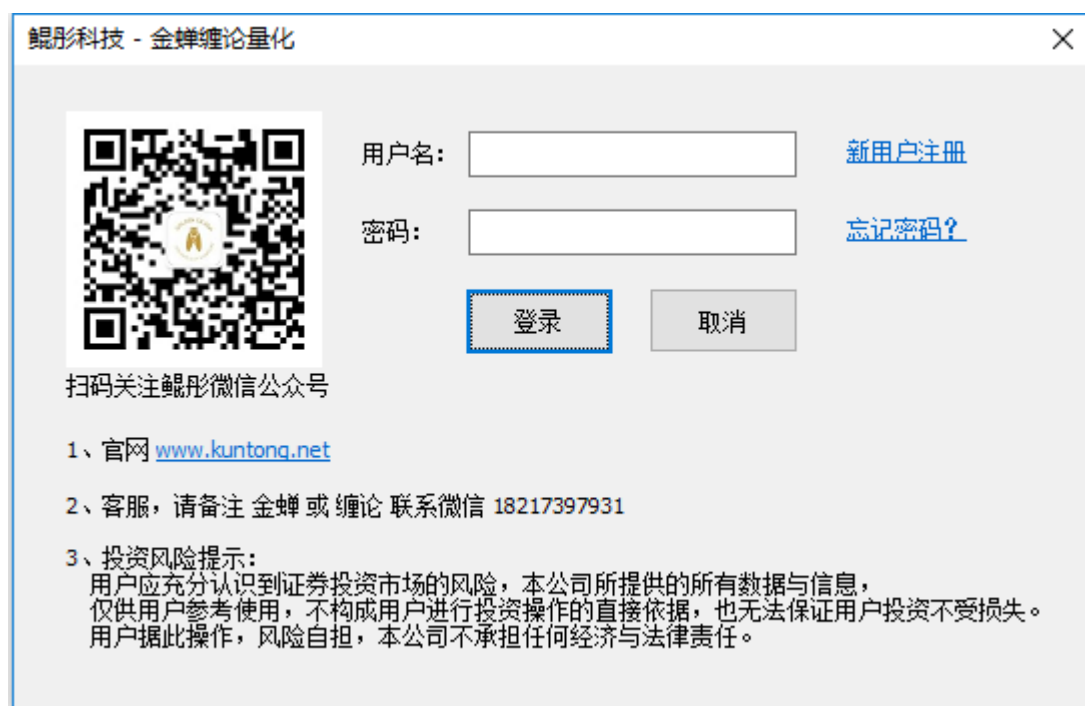 鲲彤科技 - 金蝉缠论量化
用户名：
新用户注册
密码：
忘记密码？
登录
取消
扫码关注鲲彤微信公众号
1、官网 www.kuntong.net
2、客服，请备注 金蝉 或 缠论 联系微信 18217397931
3、投资风险提示：
用户应充分认识到证券投资市场的风险，本公司所提供的所有数据与信息，
仅供用户参考使用，不构成用户进行投资操作的直接依据，也无法保证用户投资不受损失。
用户据此操作，风险自担，本公司不承担任何经济与法律责任。